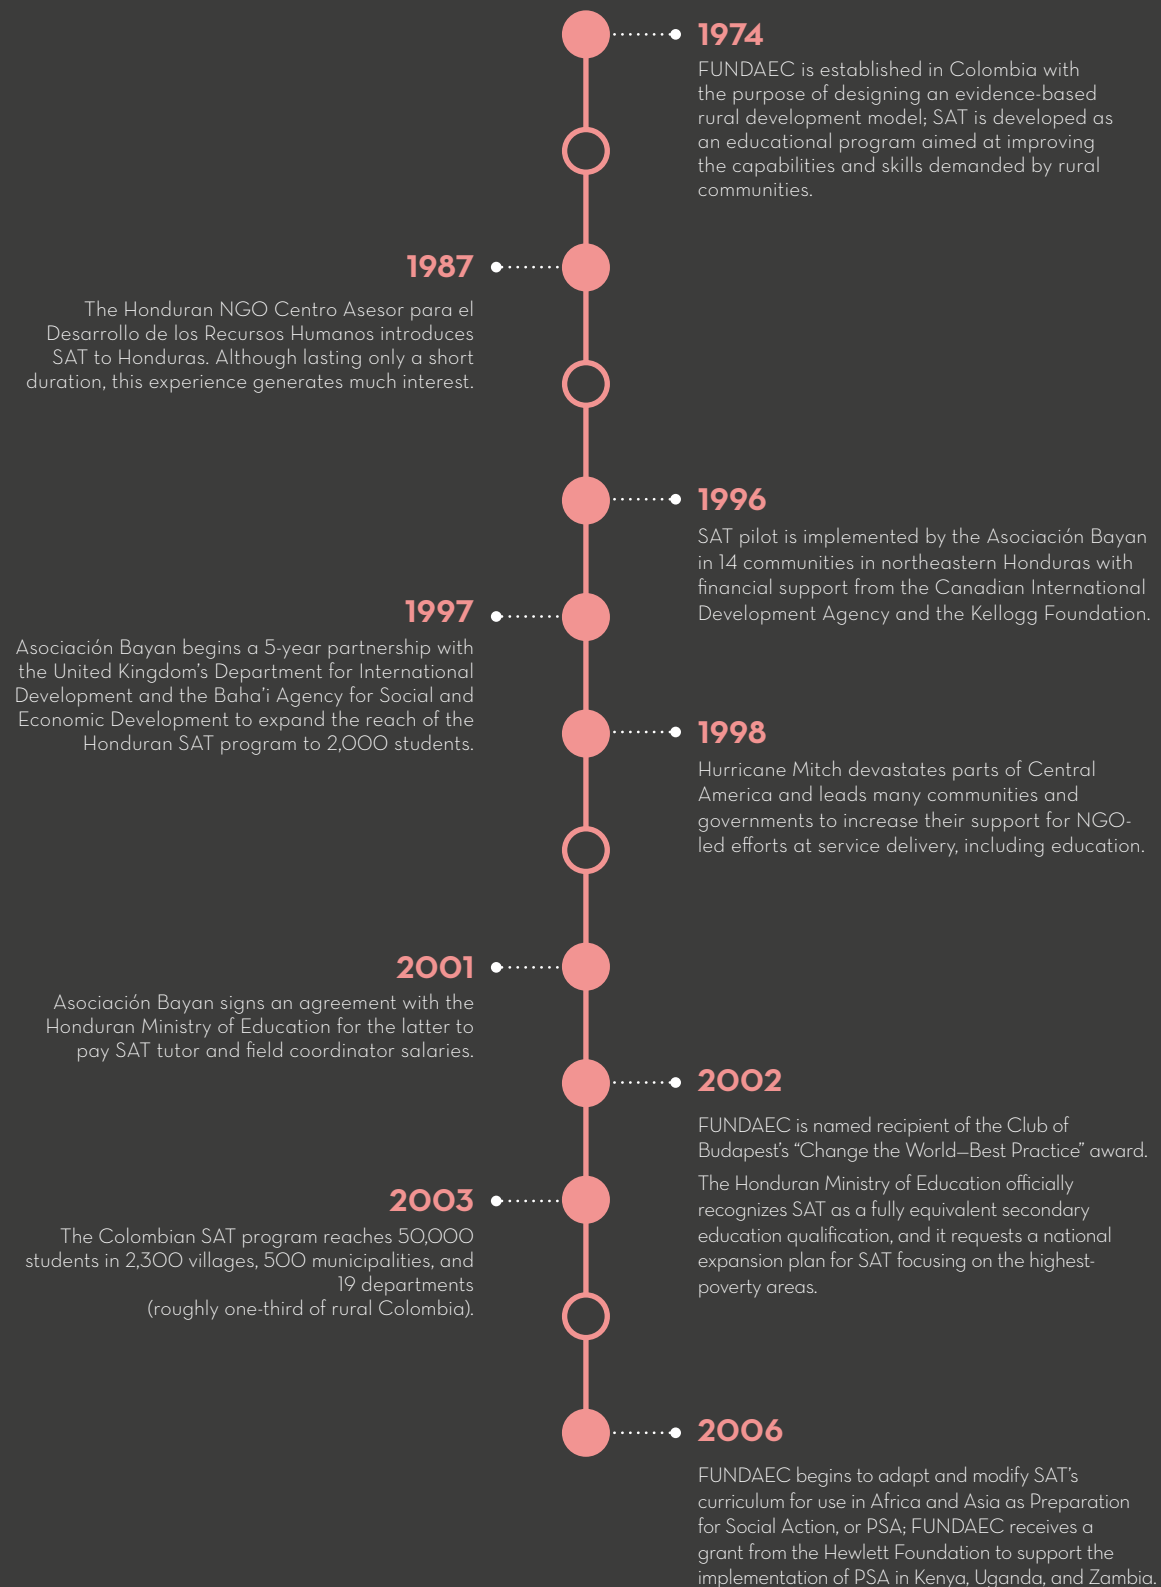 1974
FUNDAEC is established in Colombia with
the purpose of designing an evidence-based
rural development model; SAT is developed as
an educational program aimed at improving
the capabilities and skills demanded by rural
communities.
1987
The Honduran NGO Centro Asesor para el
Desarrollo de los Recursos Humanos introduces
SAT to Honduras. Although lasting only a short
duration, this experience generates much interest.
1996
SAT pilot is implemented by the Asociación Bayan
in 14 communities in northeastern Honduras with
financial support from the Canadian International
Development Agency and the Kellogg Foundation.
1997
Asociación Bayan begins a 5-year partnership with
the United Kingdom's Department for International
Development and the Baha'i Agency for Social and
Economic Development to expand the reach of the
Honduran SAT program to 2,000 students.
1998
Hurricane Mitch devastates parts of Central
America and leads many communities and
governments to increase their support for NGO-
led efforts at service delivery, including education.
2001
Asociación Bayan signs an agreement with the
Honduran Ministry of Education for the latter to
pay SAT tutor and field coordinator salaries.
2002
FUNDAEC is named recipient of the Club of
Budapest's “Change the World—Best Practice” award.
The Honduran Ministry of Education officially
recognizes SAT as a fully equivalent secondary
education qualification, and it requests a national
expansion plan for SAT focusing on the highest-
poverty areas.
2003
The Colombian SAT program reaches 50,000
students in 2,300 villages, 500 municipalities, and
19 departments
(roughly one-third of rural Colombia).
2006
FUNDAEC begins to adapt and modify SAT's
curriculum for use in Africa and Asia as Preparation
for Social Action, or PSA; FUNDAEC receives a
grant from the Hewlett Foundation to support the
implementation of PSA in Kenya, Uganda, and Zambia.